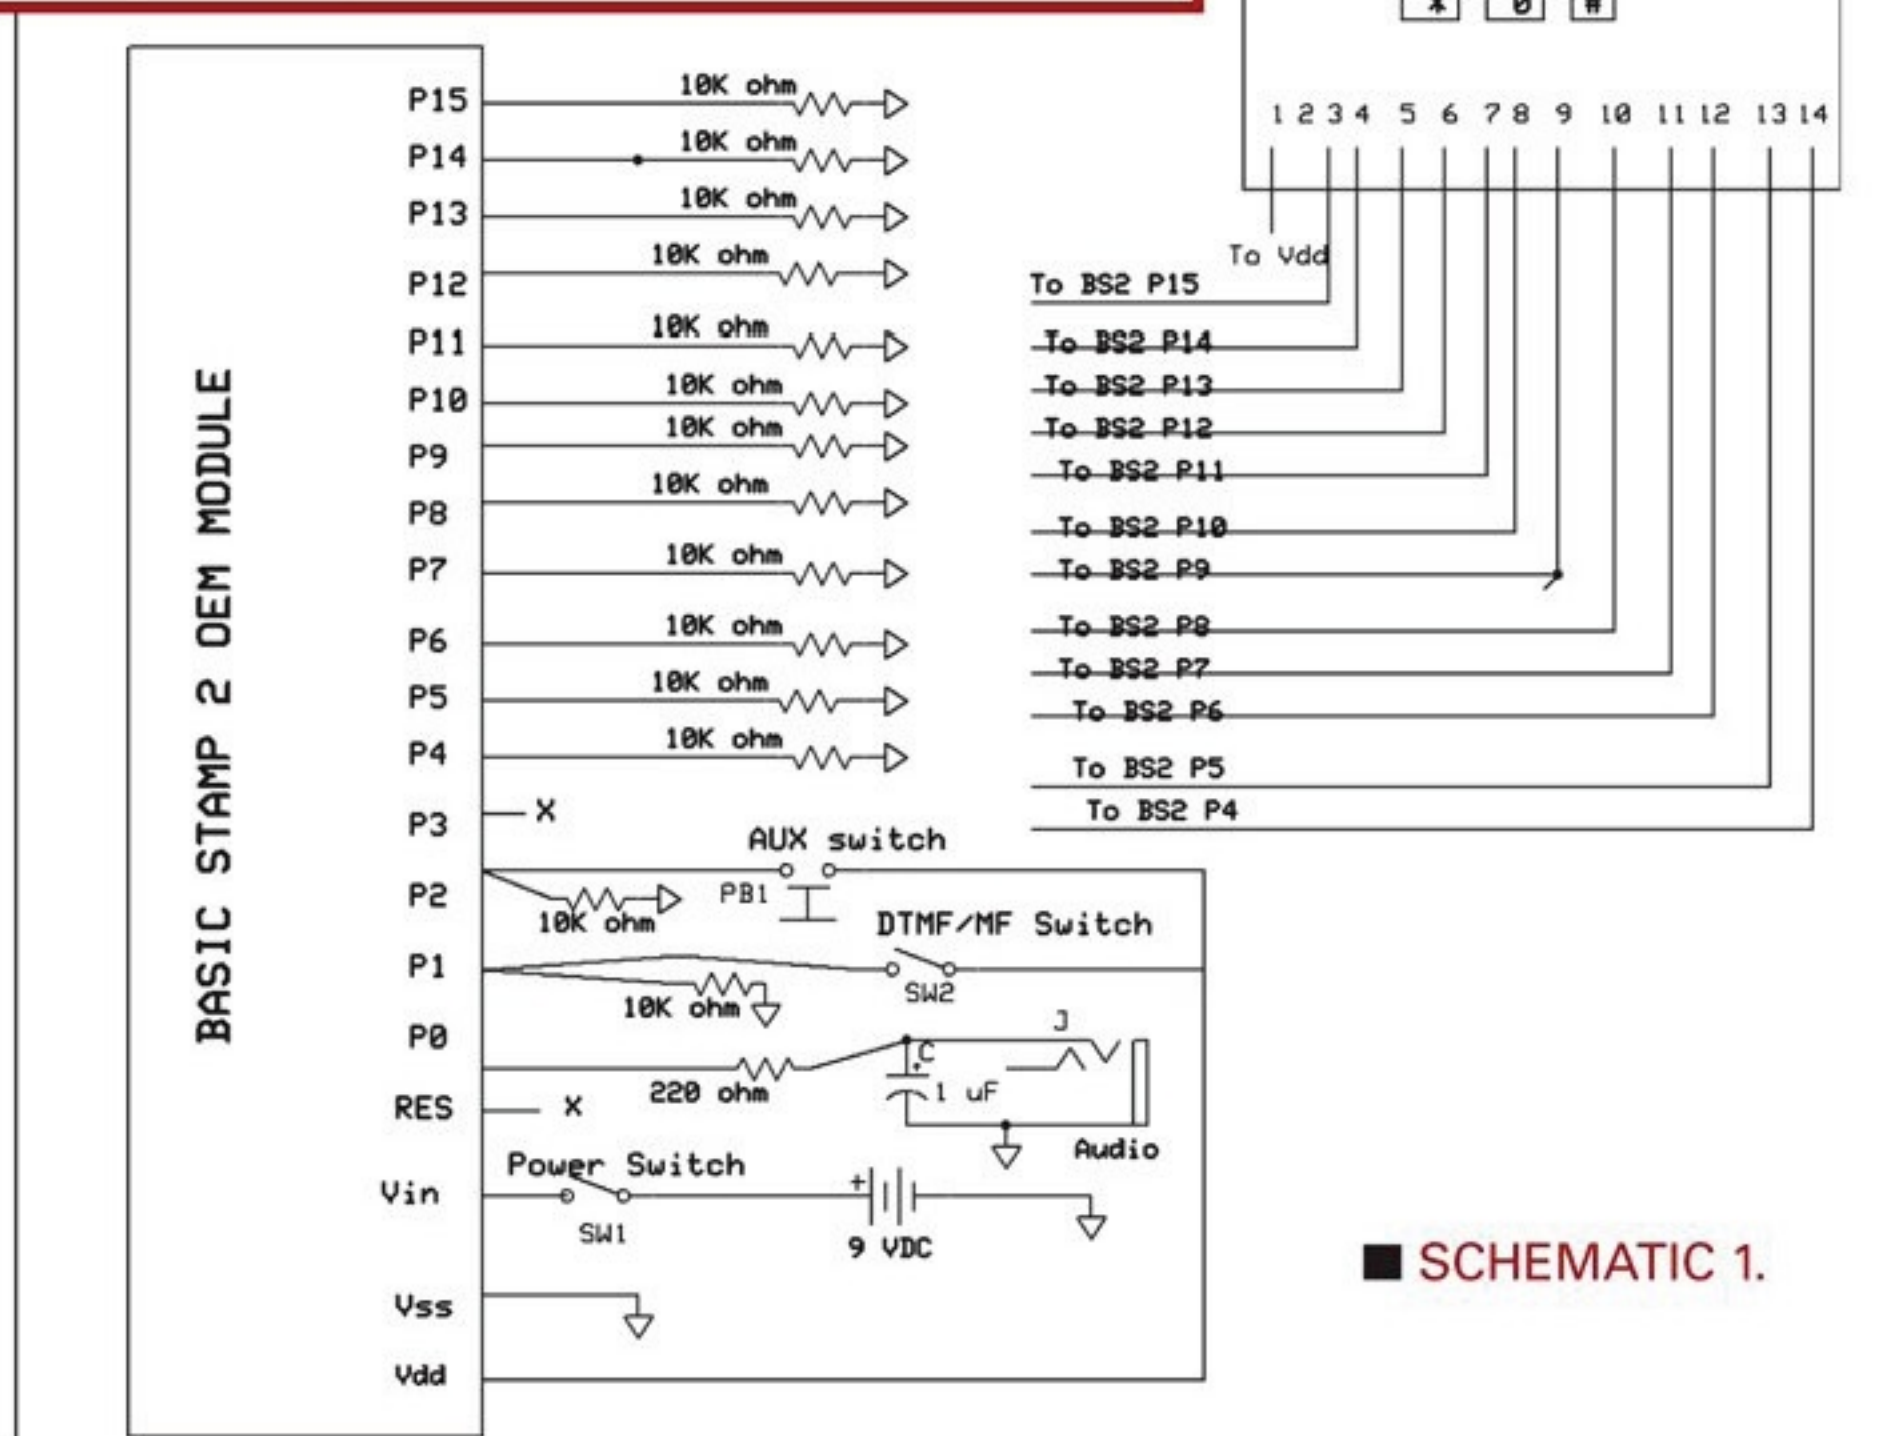 * 0 #
1 2 3 4 5 6 7 8 9 10 11 12 13 14
To Vdd
BASIC STAMP 2 OEM MODULE
P15 10K ohm
P14 10K ohm
P13 10K ohm
P12 10K ohm
P11 10K ohm
P10 10K ohm
P9 10K ohm
P8 10K ohm
P7 10K ohm
P6 10K ohm
P5 10K ohm
P4 10K ohm
P3 X
To BS2 P15
To BS2 P14
To BS2 P13
To BS2 P12
To BS2 P11
To BS2 P10
To BS2 P9
To BS2 P8
To BS2 P7
To BS2 P6
To BS2 P5
To BS2 P4
AUX switch
P2 PB1
10K ohm
DTMF/MF Switch
P1
SW2
10K ohm
P0
J
C
+
220 ohm
1 uF
RES X
Audio
Power Switch
Vin
+
SW1
9 VDC
Vss
Vdd
■ SCHEMATIC 1.